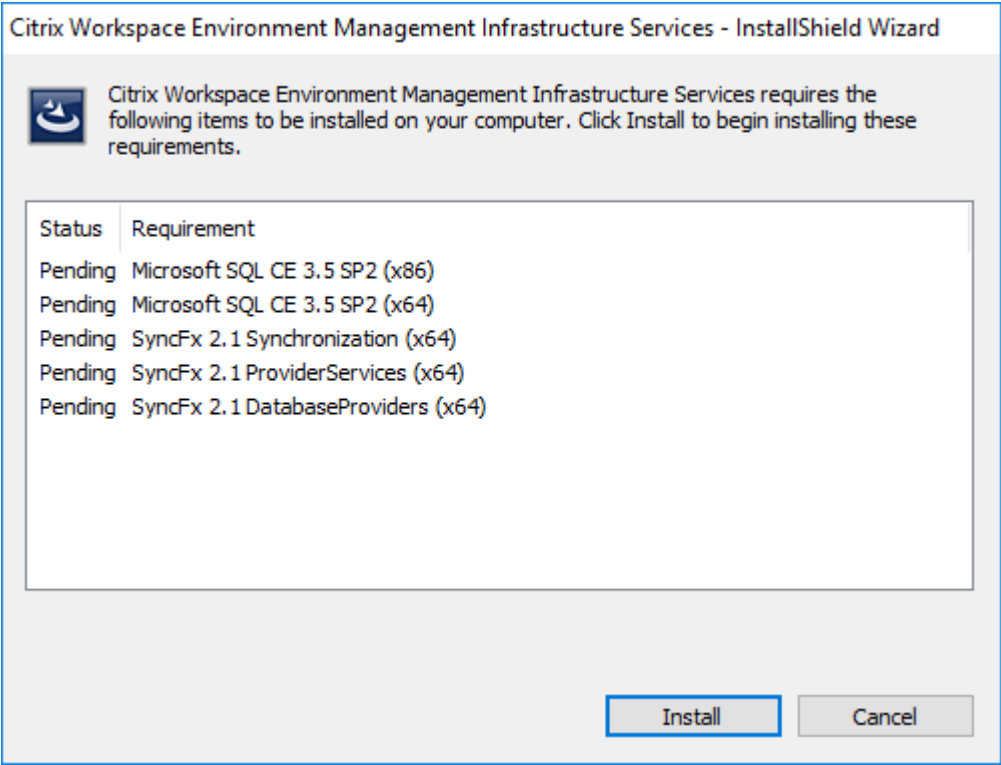 Citrix Workspace Environment Management Infrastructure Services - InstallShield Wizard
Citrix Workspace Environment Management Infrastructure Services requires the
following items to be installed on your computer. Click Install to begin installing these
requirements.
Status Requirement
Pending Microsoft SQL CE 3.5 SP2 (x86)
Pending Microsoft SQL CE 3.5 SP2 (x64)
Pending SyncFx 2.1 Synchronization (x64)
Pending SyncFx 2.1 ProviderServices (x64)
Pending SyncFx 2.1 DatabaseProviders (x64)
Install Cancel